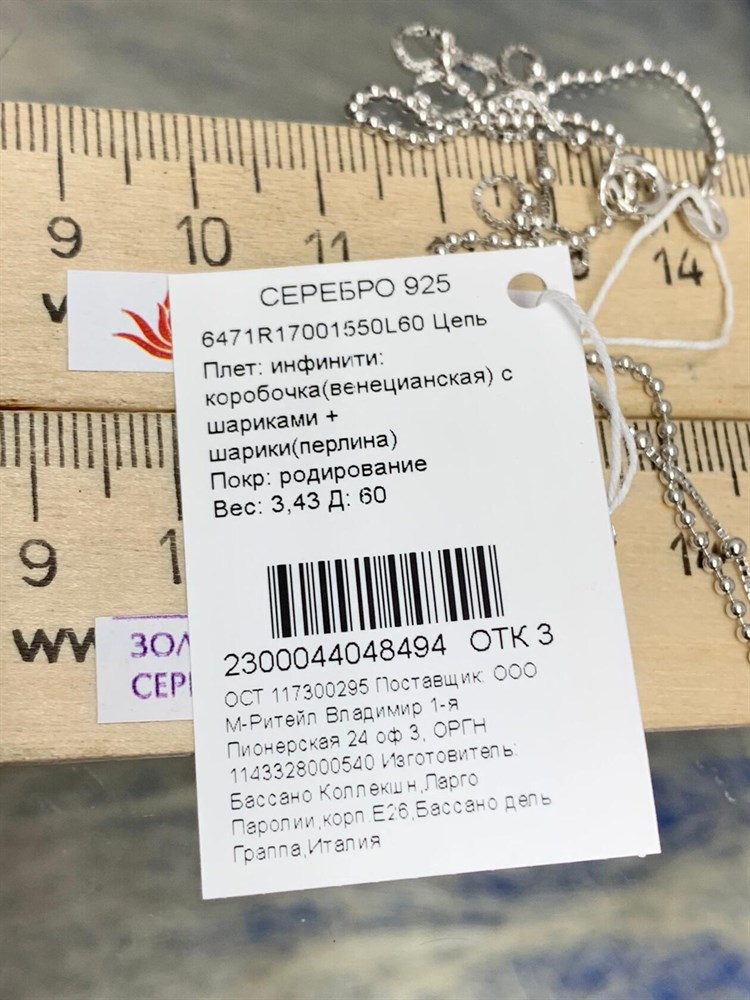 9 10 11 14
СЕРЕБРО 925
6471R17001550L60 Цепь
Плет: инфинити:
коробочка(венецианская) с
шариками +
шарики(перлина)
Покр: родирование
Вес: 3,43 Д: 60
9
2300044048494 ОТК 3
ЗОЛ
СЕР
ОСТ 117300295 Поставщик: ООО
М-Ритейл Владимир 1-я
Пионерская 24 оф 3, ОРГН
1143328000540 Изготовитель:
Бассано Коллекшн,Ларго
Паролии,корп.Е26,Бассано дель
Граппа,Италия